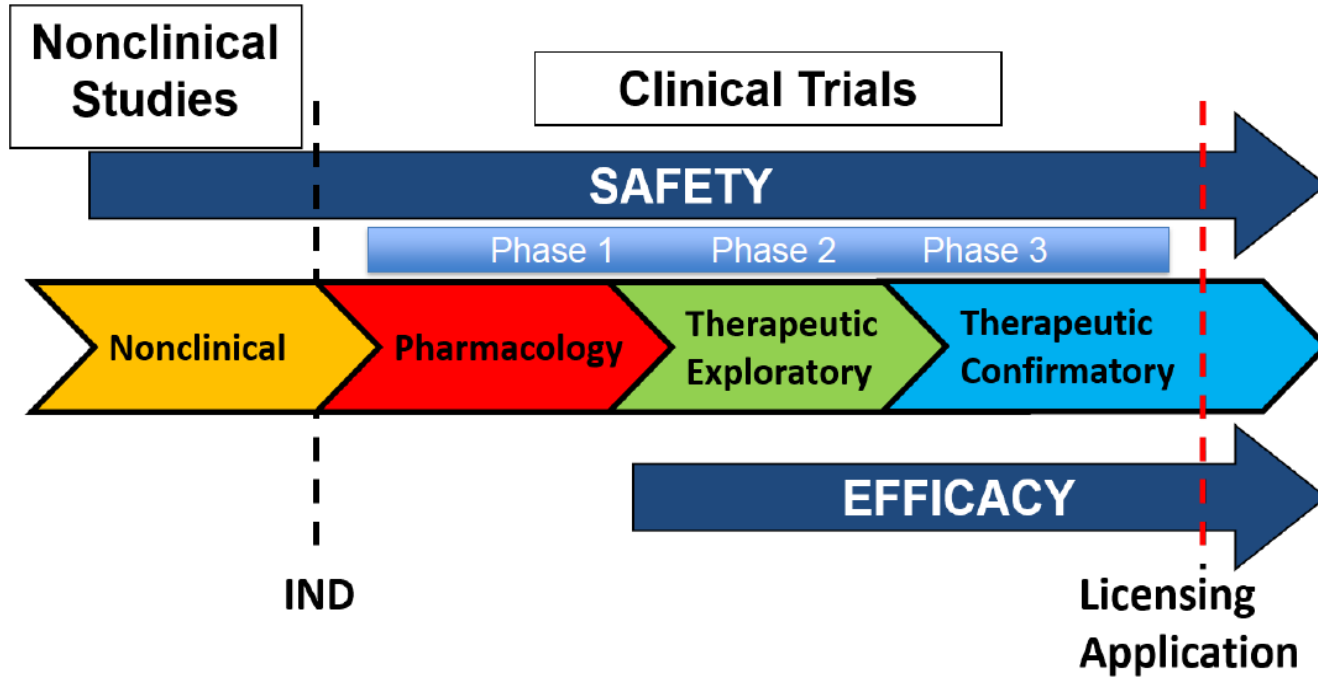 Nonclinical
Studies
Clinical Trials
SAFETY
Phase 1
Phase 2
Phase 3
Nonclinical
Pharmacology
Therapeutic
Exploratory
Therapeutic
Confirmatory
EFFICACY
IND
Licensing
Application